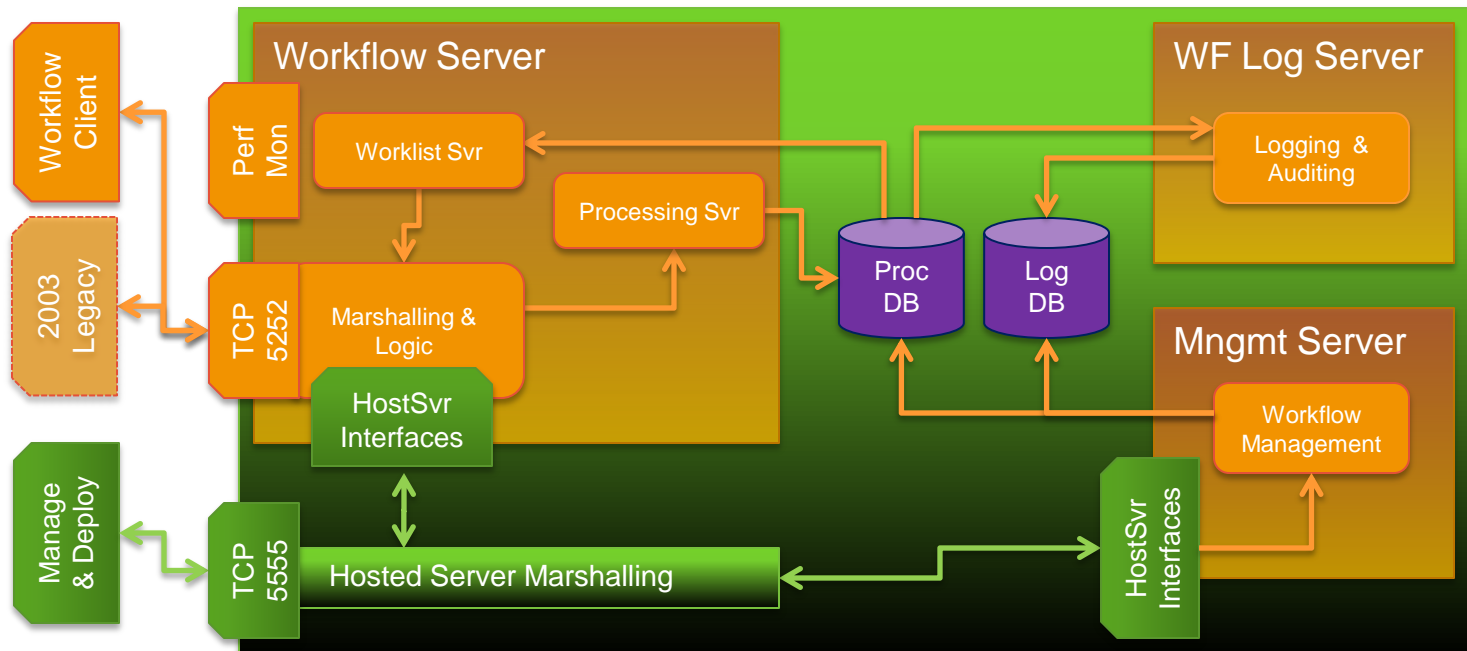 Workflow
Client
2003
Legacy
Manage
& Deploy
Workflow Server
Perf
Mon
Worklist Svr
Processing Svr
TCP
5252
Marshalling &
Logic
HostSvr
Interfaces
TCP
5555
Hosted Server Marshalling
Proc
DB
Log
DB
WF Log Server
Logging &
Auditing
Mngmt Server
Workflow
Management
HostSvr
Interfaces